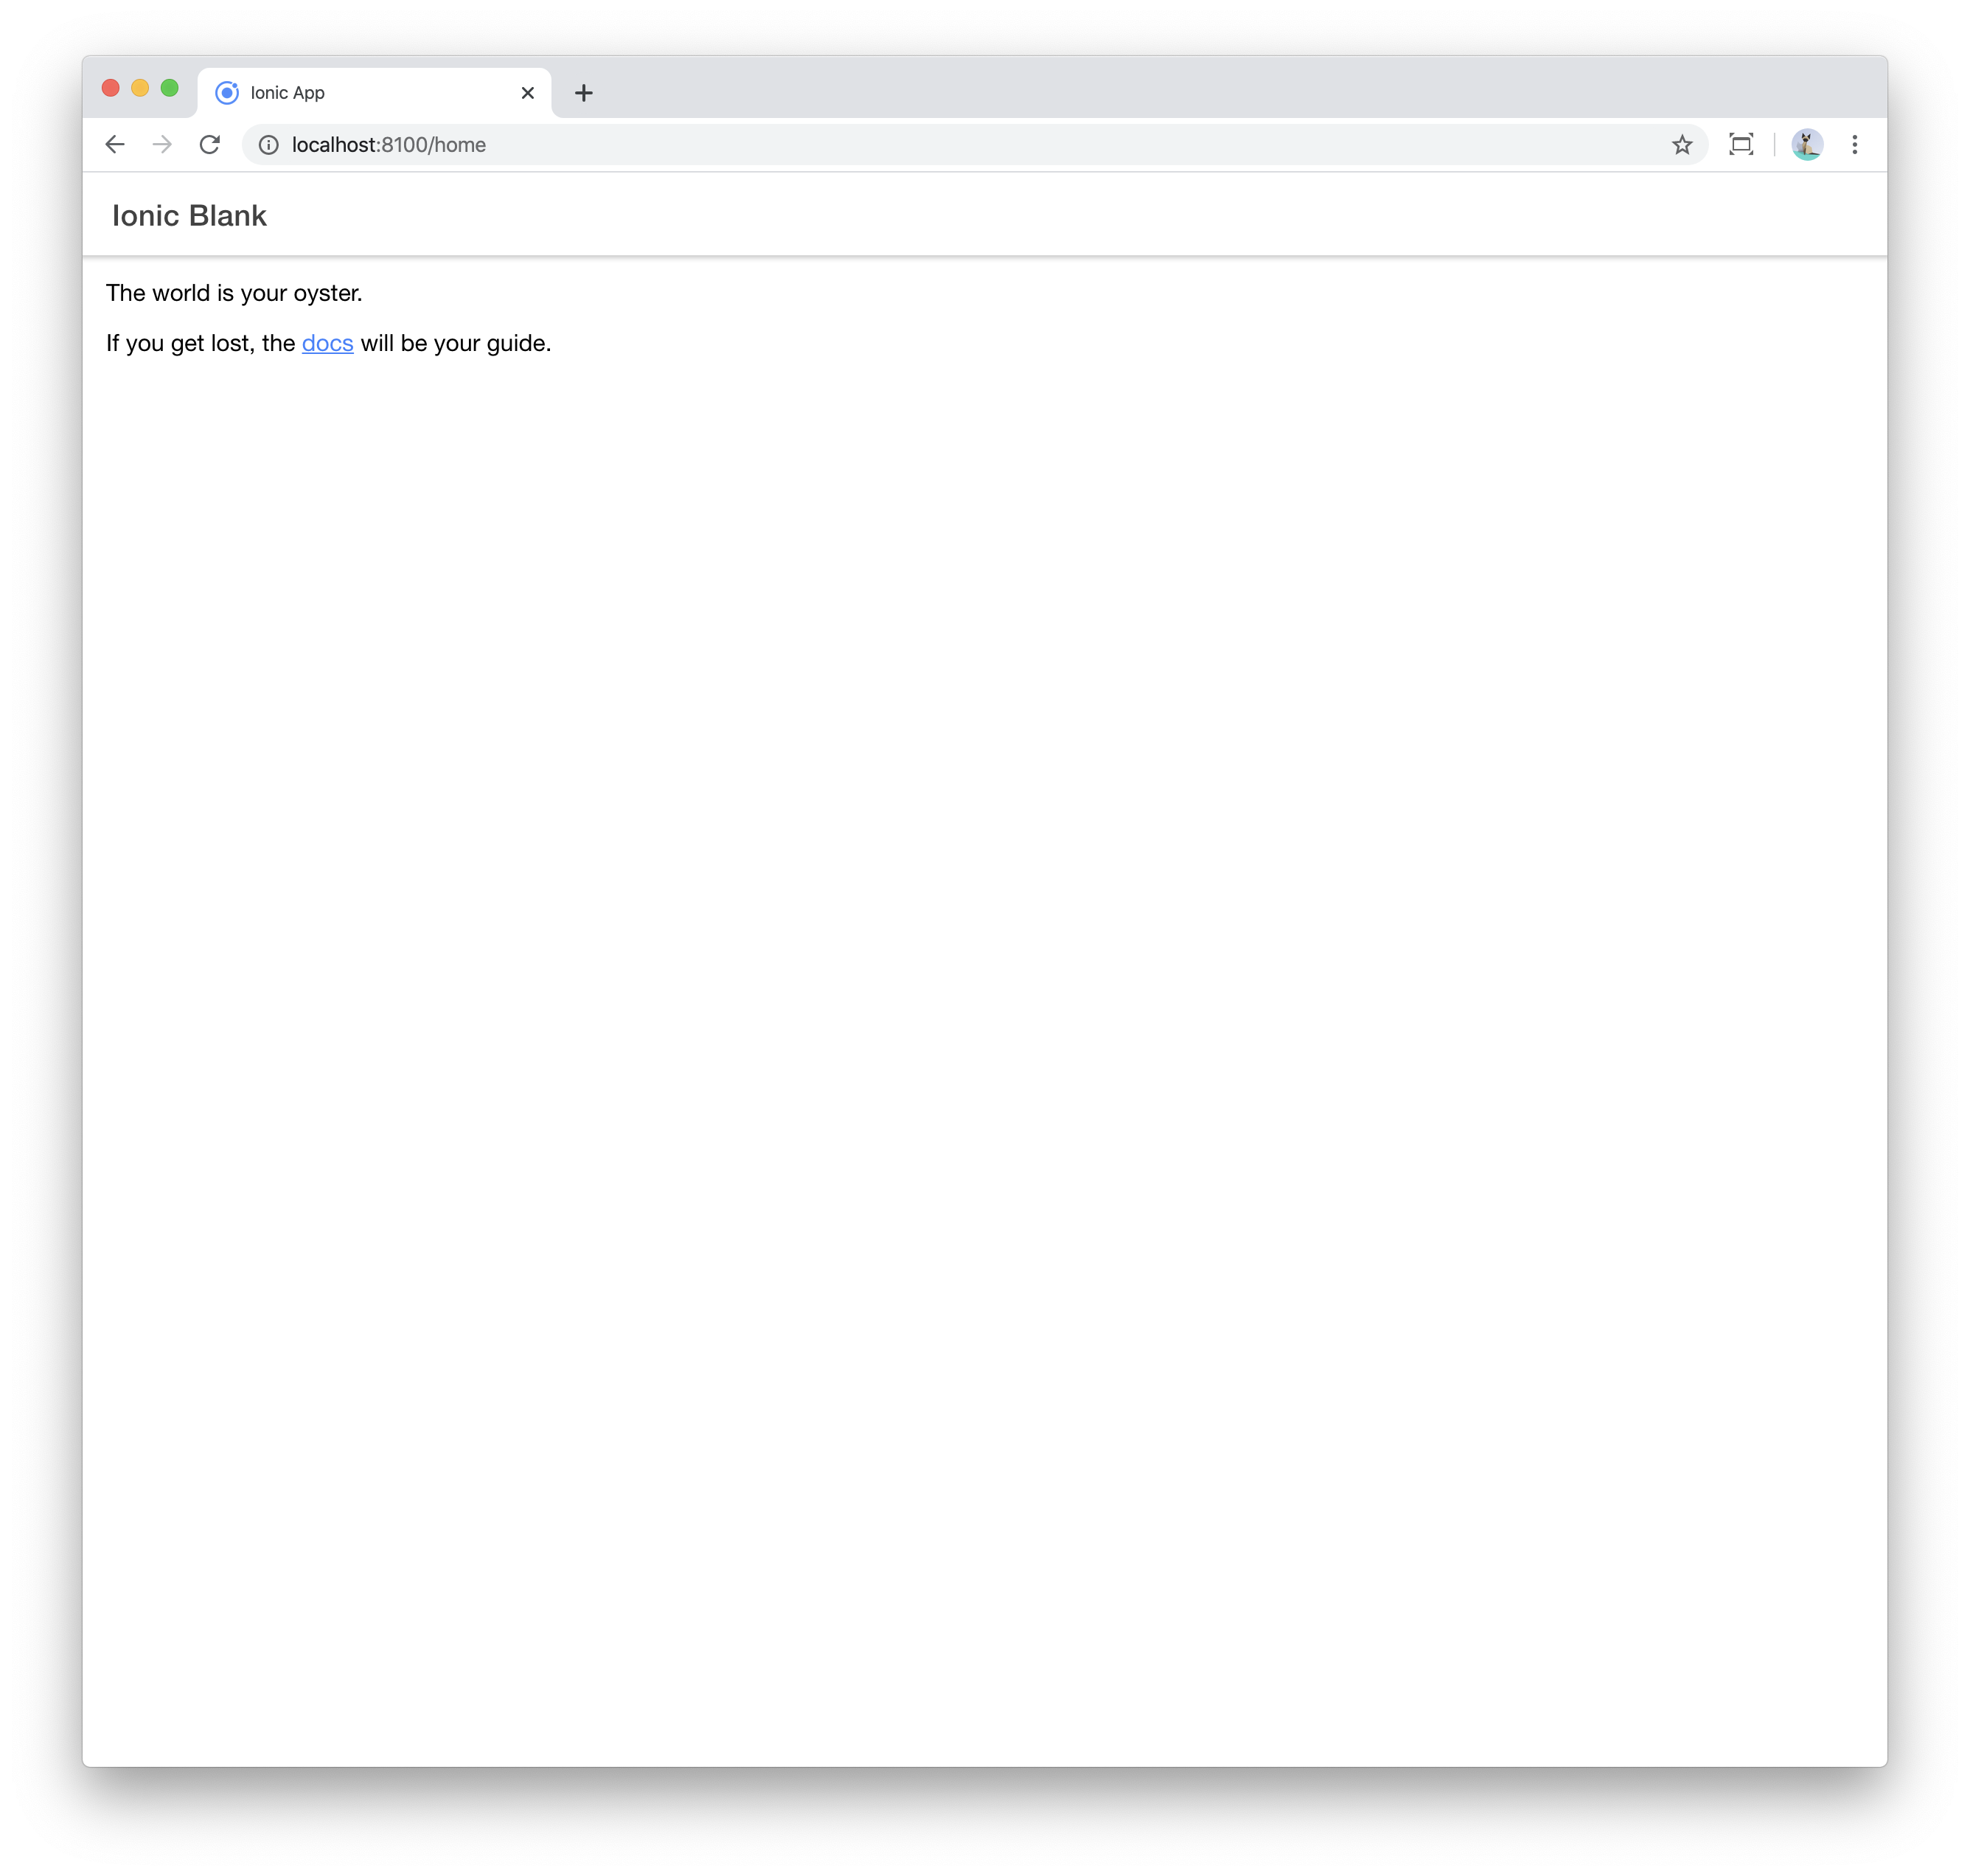 Ionic App
localhost:8100/home
Ionic Blank
The world is your oyster.
If you get lost, the docs will be your guide.